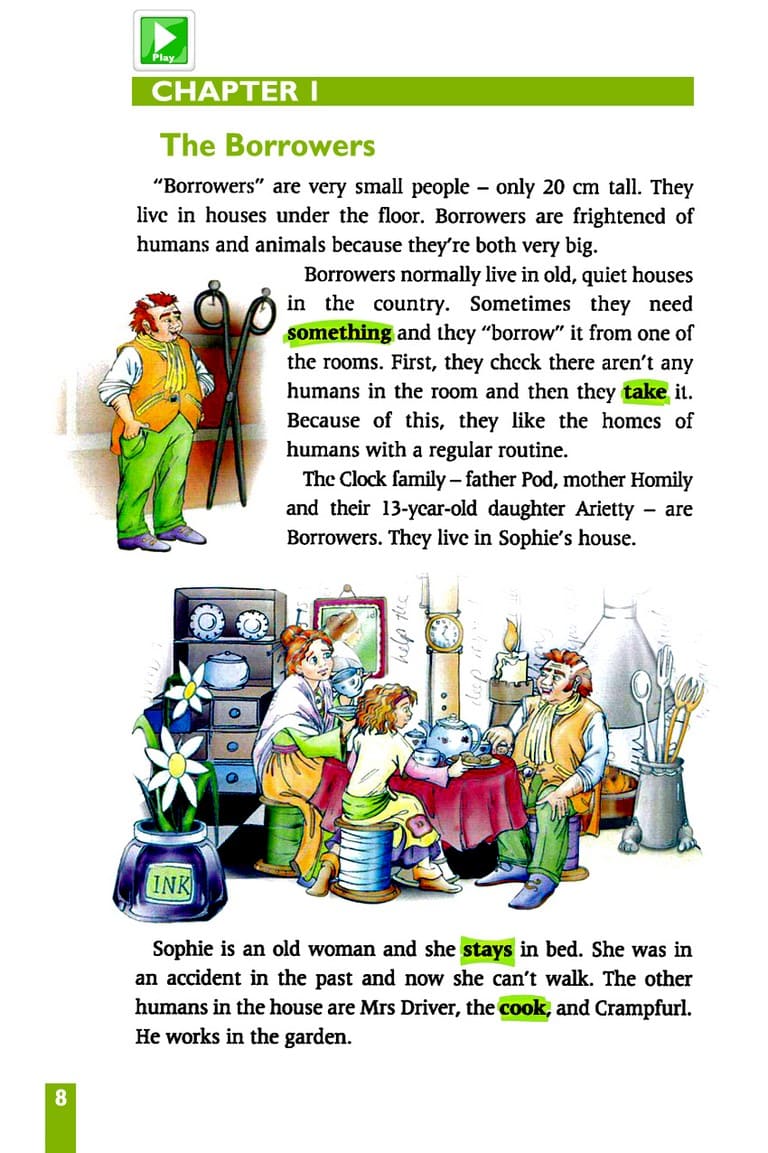 Play
CHAPTER 1
The Borrowers
“Borrowers” are very small people – only 20 cm tall. They
live in houses under the floor. Borrowers are frightened of
humans and animals because they’re both very big.
Borrowers normally live in old, quiet houses
in the country. Sometimes they need
something and they “borrow” it from one of
the rooms. First, they check there aren’t any
humans in the room and then they take it.
Because of this, they like the homes of
humans with a regular routine.
The Clock family – father Pod, mother Homily
and their 13-year-old daughter Arietty – are
Borrowers. They live in Sophie’s house.
help the
INK
Sophie is an old woman and she stays in bed. She was in
an accident in the past and now she can’t walk. The other
humans in the house are Mrs Driver, the cook, and Crampfurl.
He works in the garden.
8